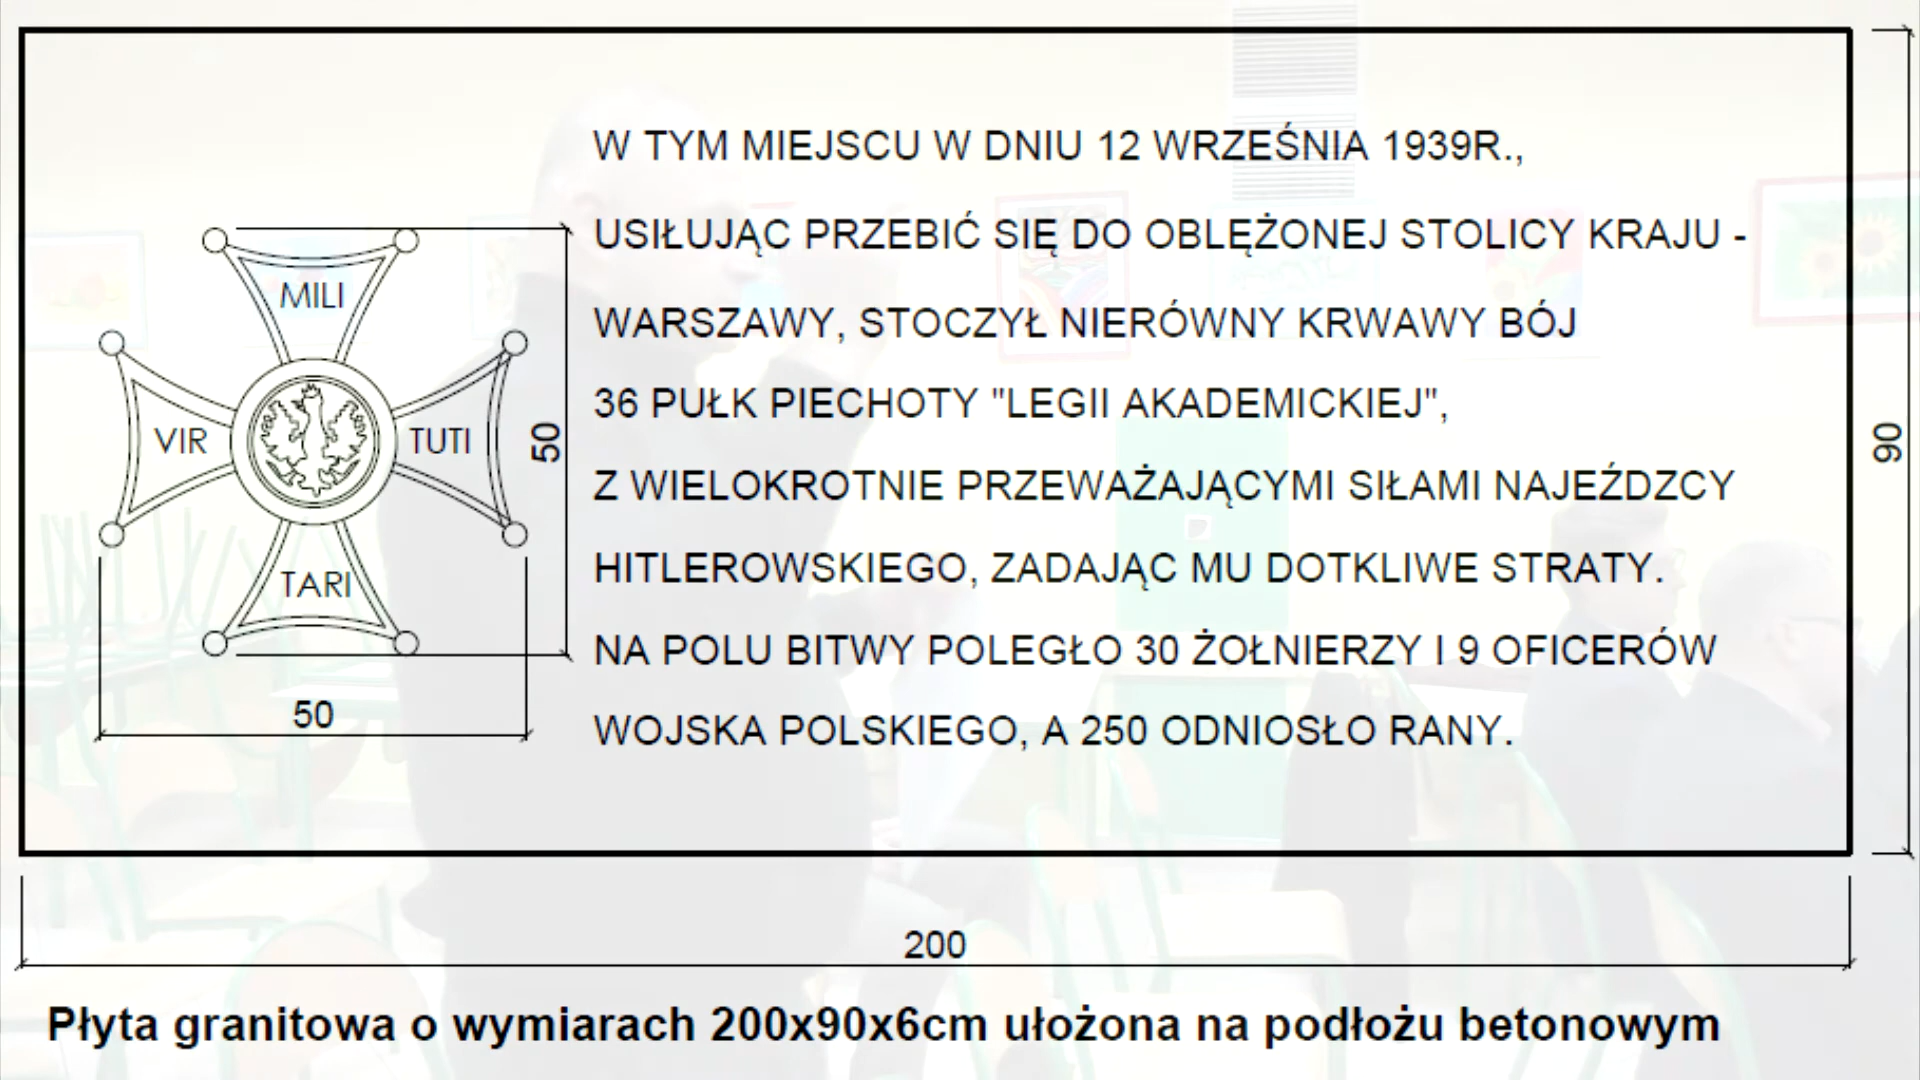 W TYM MIEJSCU W DNIU 12 WRZEŚNIA 1939R.,
USIŁUJĄC PRZEBIĆ SIĘ DO OBLĘŻONEJ STOLICY KRAJU -
WARSZAWY, STOCZYŁ NIERÓWNY KRWAWY BÓJ
36 PUŁK PIECHOTY "LEGII AKADEMICKIEJ",
Z WIELOKROTNIE PRZEWAŻAJĄCYMI SIŁAMI NAJEŹDZCY
HITLEROWSKIEGO, ZADAJĄC MU DOTKLIWE STRATY.
NA POLU BITWY POLEGŁO 30 ŻOŁNIERZY I 9 OFICERÓW
WOJSKA POLSKIEGO, A 250 ODNIOSŁO RANY.
MILI
VIR TUTI
TARI
50
50
90
200
Płyta granitowa o wymiarach 200x90x6cm ułożona na podłożu betonowym